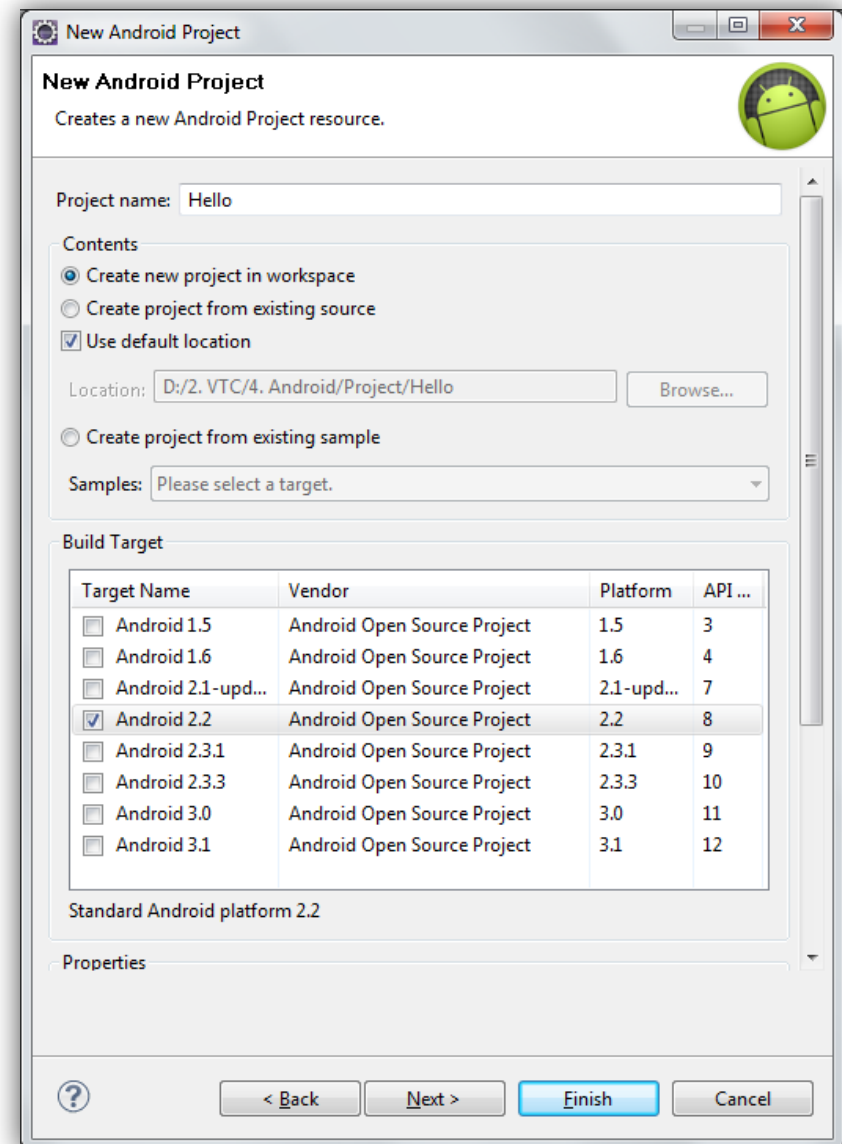 New Android Project
New Android Project
Creates a new Android Project resource.
Project name: Hello
Contents
Create new project in workspace
Create project from existing source
Use default location
Location: D:/2. VTC/4. Android/Project/Hello Browse...
Create project from existing sample
Samples: Please select a target.
Build Target
Target Name Vendor Platform API ...
Android 1.5 Android Open Source Project 1.5 3
Android 1.6 Android Open Source Project 1.6 4
Android 2.1-upd... Android Open Source Project 2.1-upd... 7
Android 2.2 Android Open Source Project 2.2 8
Android 2.3.1 Android Open Source Project 2.3.1 9
Android 2.3.3 Android Open Source Project 2.3.3 10
Android 3.0 Android Open Source Project 3.0 11
Android 3.1 Android Open Source Project 3.1 12
Standard Android platform 2.2
Properties
? < Back Next > Finish Cancel